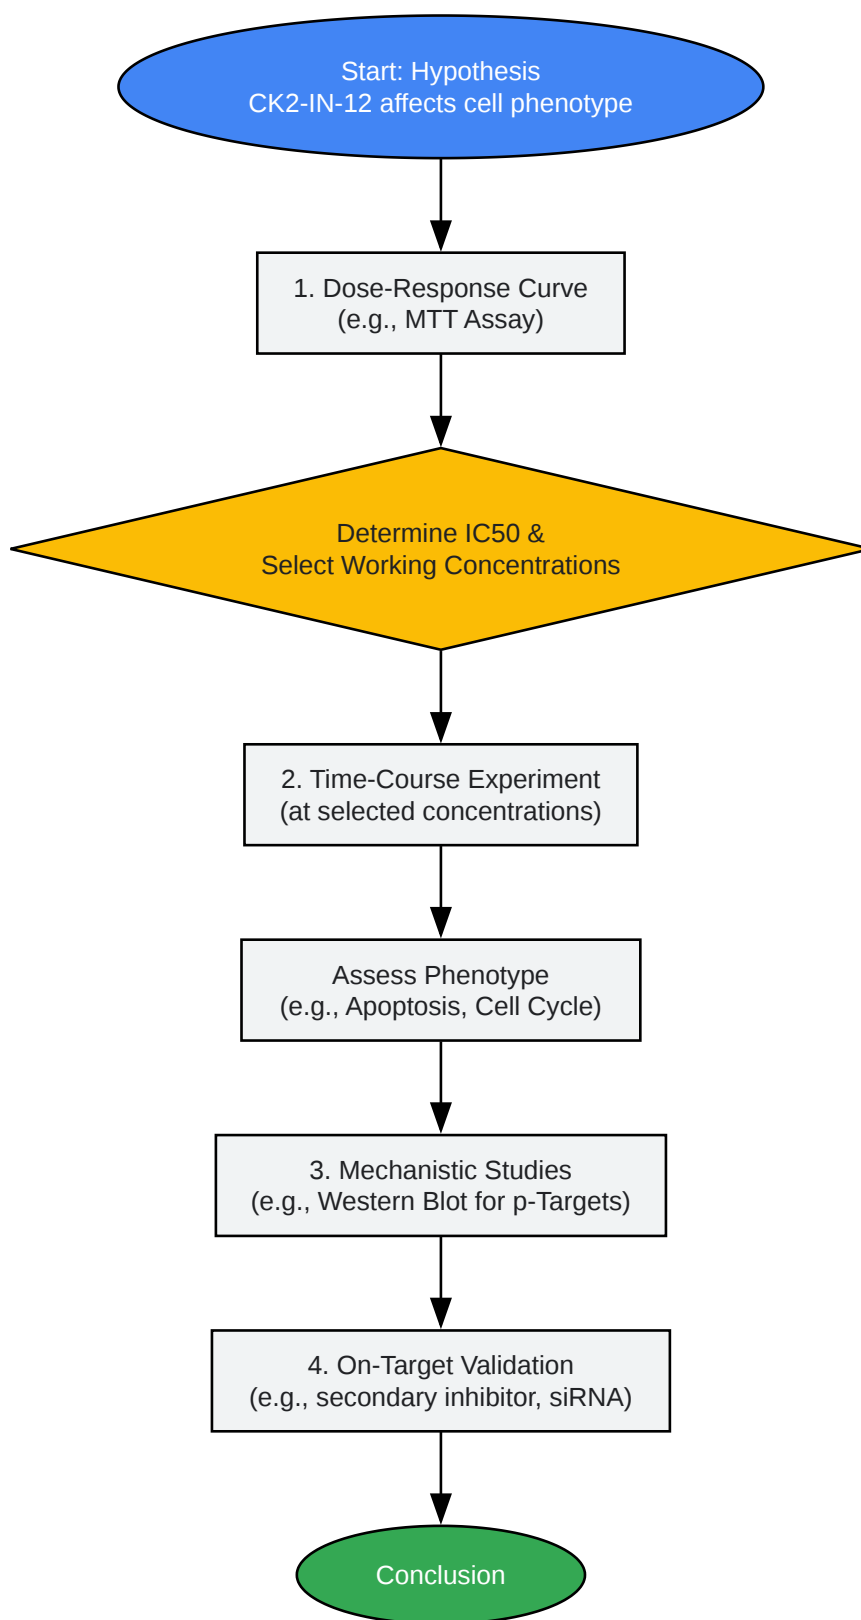 Start: Hypothesis
CK2-IN-12 affects cell phenotype
1. Dose-Response Curve
(e.g., MTT Assay)
Determine IC50 &
Select Working Concentrations
2. Time-Course Experiment
(at selected concentrations)
Assess Phenotype
(e.g., Apoptosis, Cell Cycle)
3. Mechanistic Studies
(e.g., Western Blot for p-Targets)
4. On-Target Validation
(e.g., secondary inhibitor, siRNA)
Conclusion